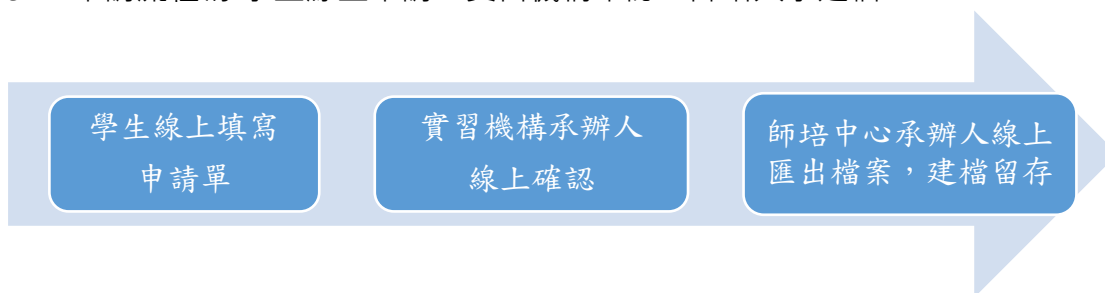 學生線上填寫
申請單
實習機構承辦人
線上確認
師培中心承辦人線上
匯出檔案，建檔留存